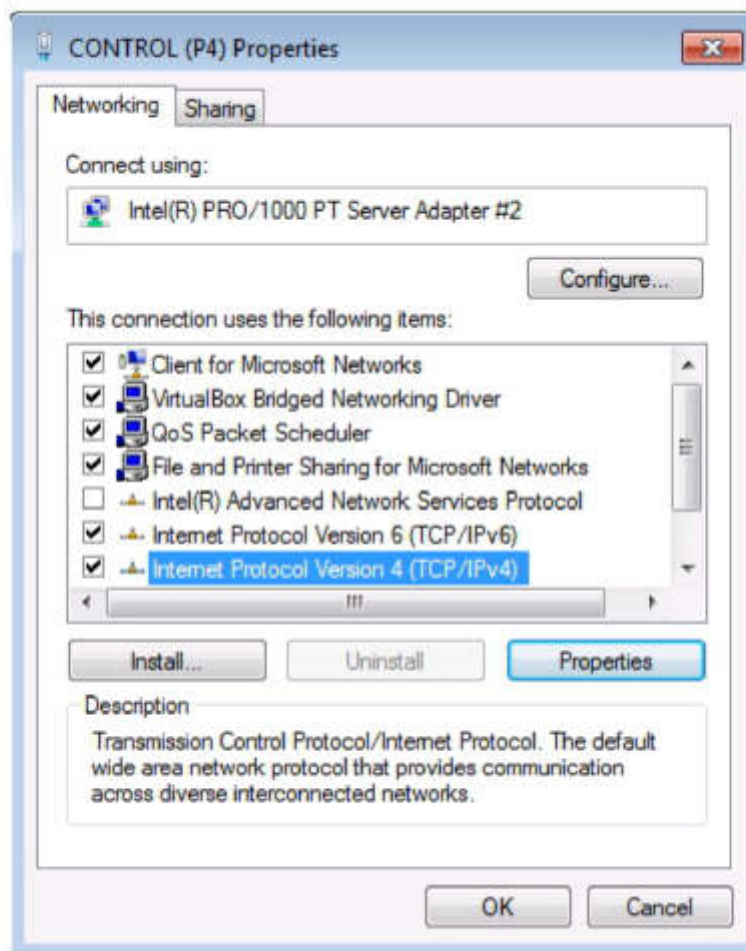 CONTROL (P4) Properties
Networking
Sharing
Connect using:
Intel(R) PRO/1000 PT Server Adapter #2
Configure...
This connection uses the following items:
Client for Microsoft Networks
VirtualBox Bridged Networking Driver
QoS Packet Scheduler
File and Printer Sharing for Microsoft Networks
Intel(R) Advanced Network Services Protocol
Internet Protocol Version 6 (TCP/IPv6)
Internet Protocol Version 4 (TCP/IPv4)
Install...
Uninstall
Properties
Description
Transmission Control Protocol/Internet Protocol. The default
wide area network protocol that provides communication
across diverse interconnected networks.
OK
Cancel